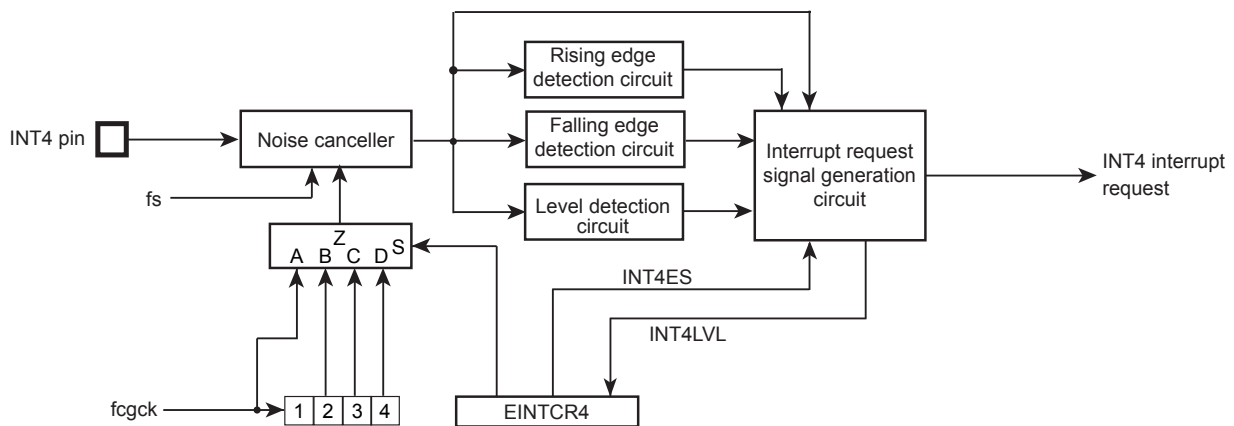 Rising edge
detection circuit
INT4 pin
Noise canceller
Falling edge
detection circuit
Interrupt request
signal generation
circuit
INT4 interrupt
request
fs
Level detection
circuit
Z
S
A B C D
INT4ES
INT4LVL
fcgck
1 2 3 4
EINTCR4